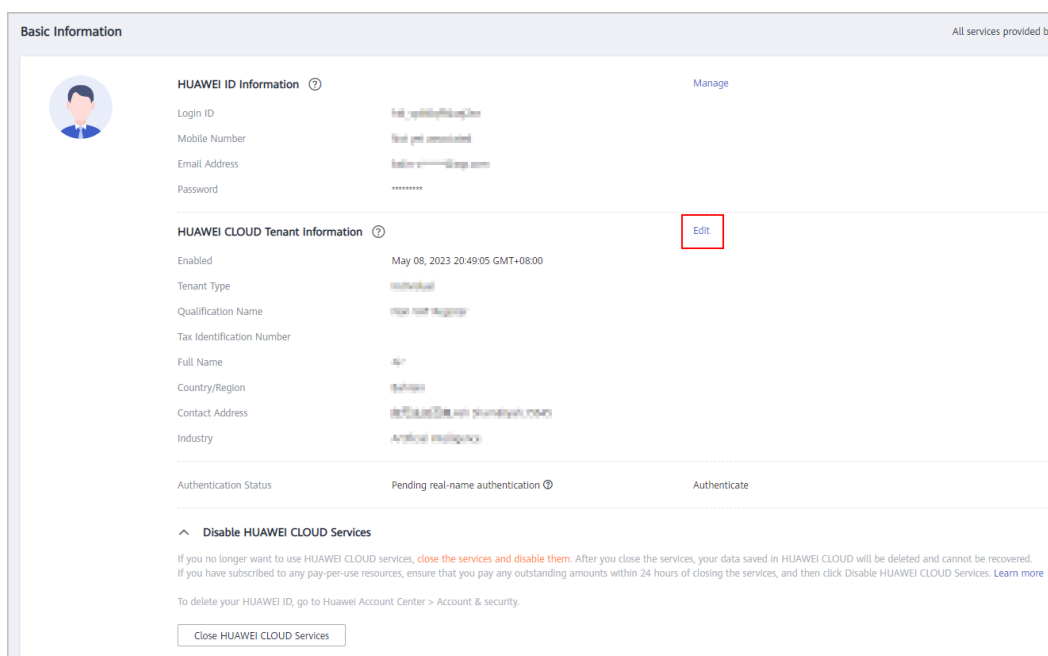 Basic Information
All services provided b
HUAWEI ID Information ?
Manage
Login ID
Mobile Number
Email Address
Password *********
HUAWEI CLOUD Tenant Information ?
Edit
Enabled May 08, 2023 20:49:05 GMT+08:00
Tenant Type
Qualification Name
Tax Identification Number
Full Name
Country/Region
Contact Address
Industry
Authentication Status Pending real-name authentication ? Authenticate
Disable HUAWEI CLOUD Services
If you no longer want to use HUAWEI CLOUD services, close the services and disable them. After you close the services, your data saved in HUAWEI CLOUD will be deleted and cannot be recovered.
If you have subscribed to any pay-per-use resources, ensure that you pay any outstanding amounts within 24 hours of closing the services, and then click Disable HUAWEI CLOUD Services. Learn more
To delete your HUAWEI ID, go to Huawei Account Center > Account & security.
Close HUAWEI CLOUD Services